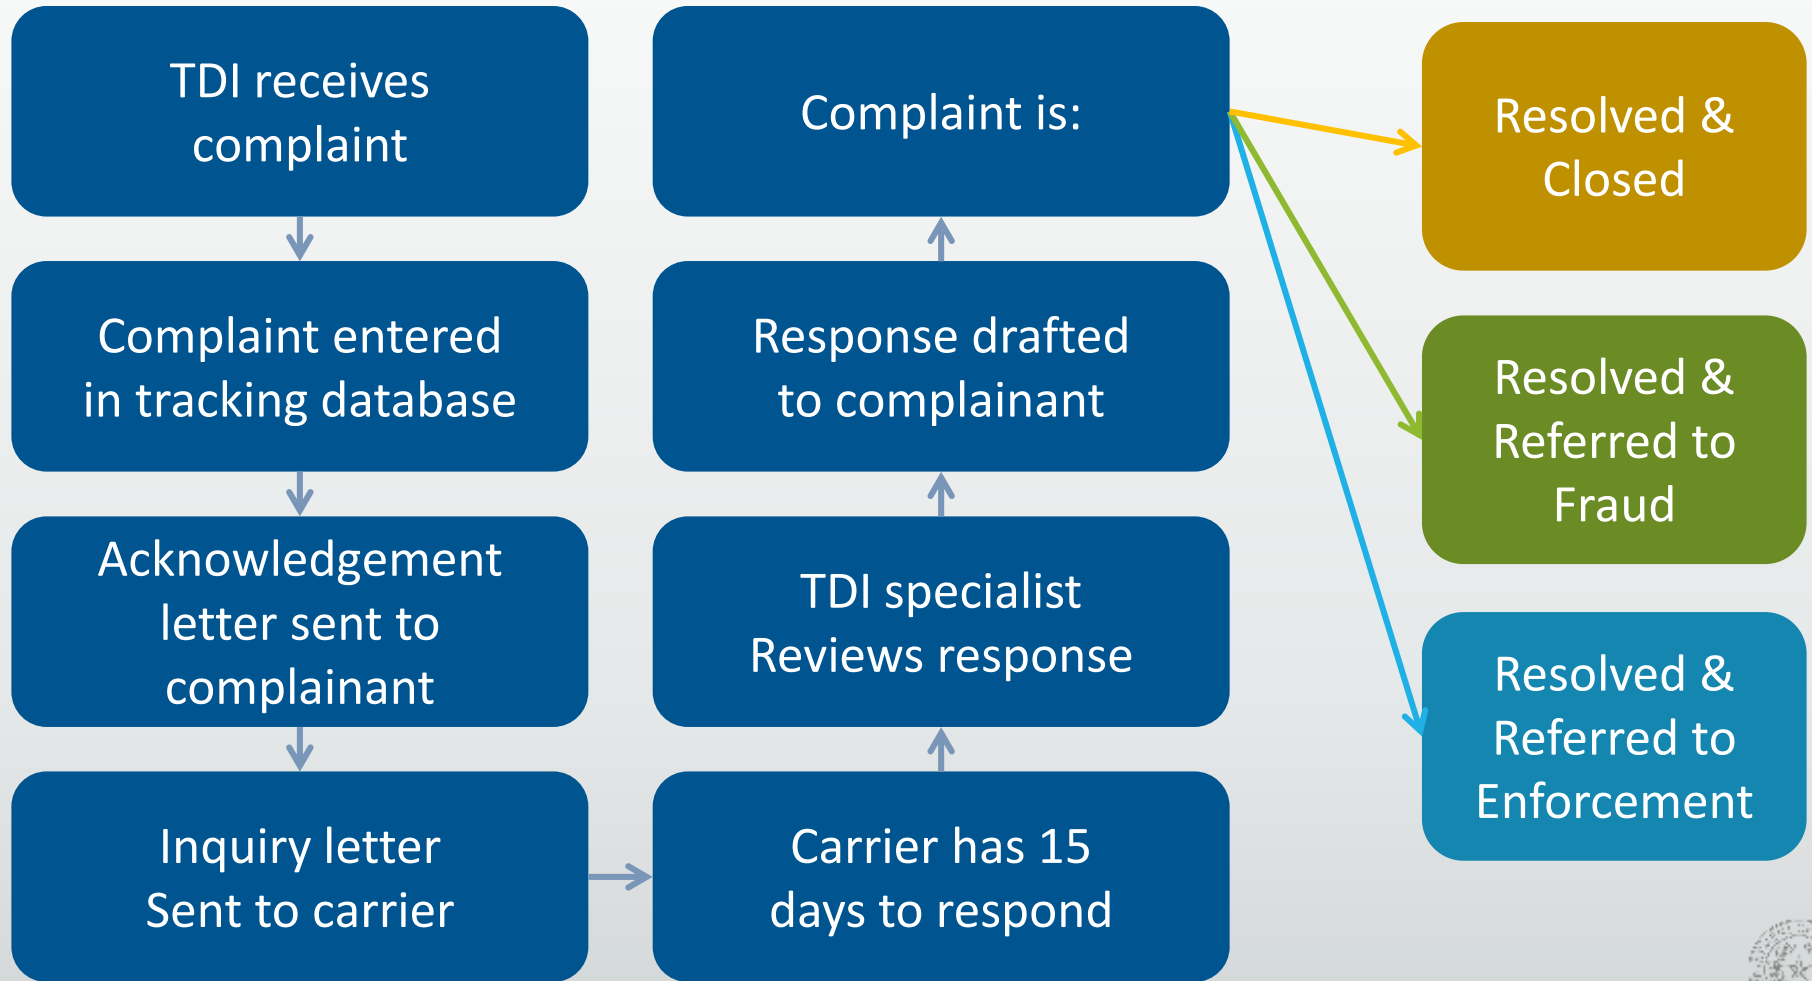 TDI receives
complaint
Complaint entered
in tracking database
Acknowledgement
letter sent to
complainant
Inquiry letter
Sent to carrier
Carrier has 15
days to respond
TDI specialist
Reviews response
Response drafted
to complainant
Complaint is:
Resolved &
Closed
Resolved &
Referred to
Fraud
Resolved &
Referred to
Enforcement